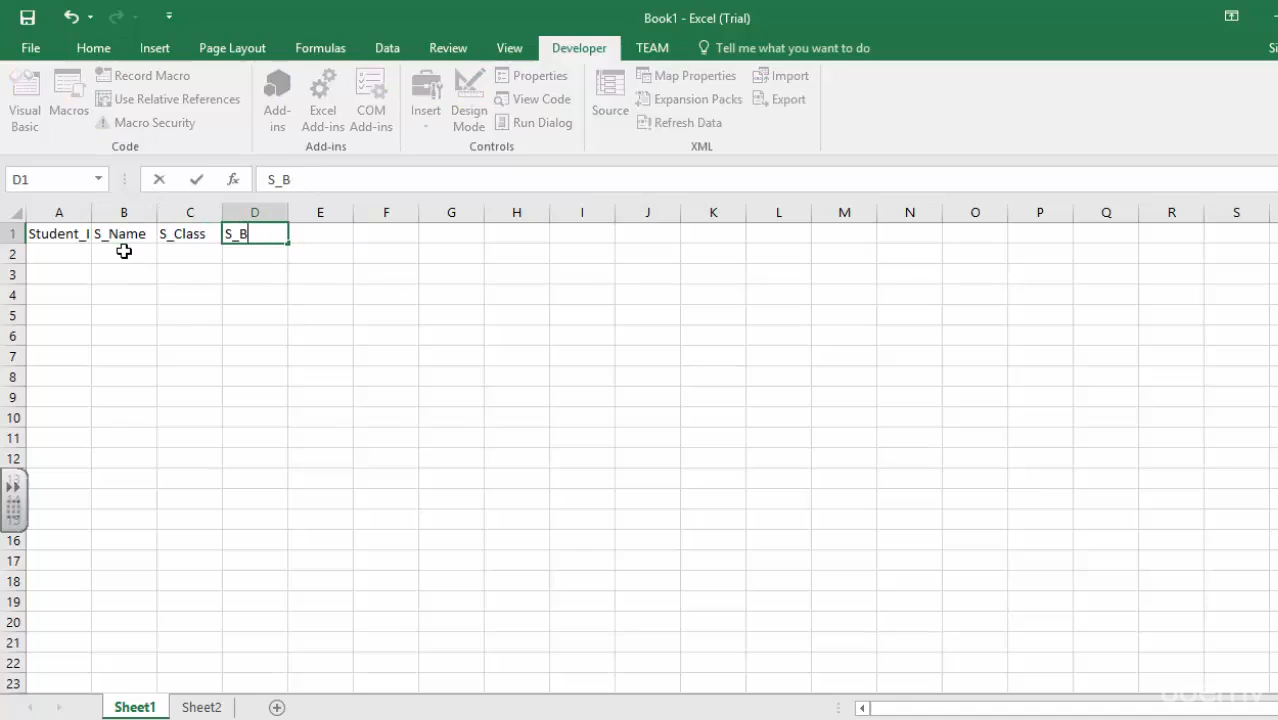 Book1 - Excel (Trial)
File Home Insert Page Layout Formulas Data Review View Developer TEAM Tell me what you want to do
Visual Basic
Macros
Record Macro
Use Relative References
Macro Security
Code
Add-ins
Excel Add-ins
COM Add-ins
Add-ins
Insert
Design Mode
Properties
View Code
Run Dialog
Controls
Source
Map Properties
Expansion Packs
Refresh Data
Import
Export
XML
D1 fx S_B
A B C D E F G H I J K L M N O P Q R S
1 Student_I S_Name S_Class S_B
2
3
4
5
6
7
8
9
10
11
12
16
17
18
19
20
21
22
23
Sheet1 Sheet2